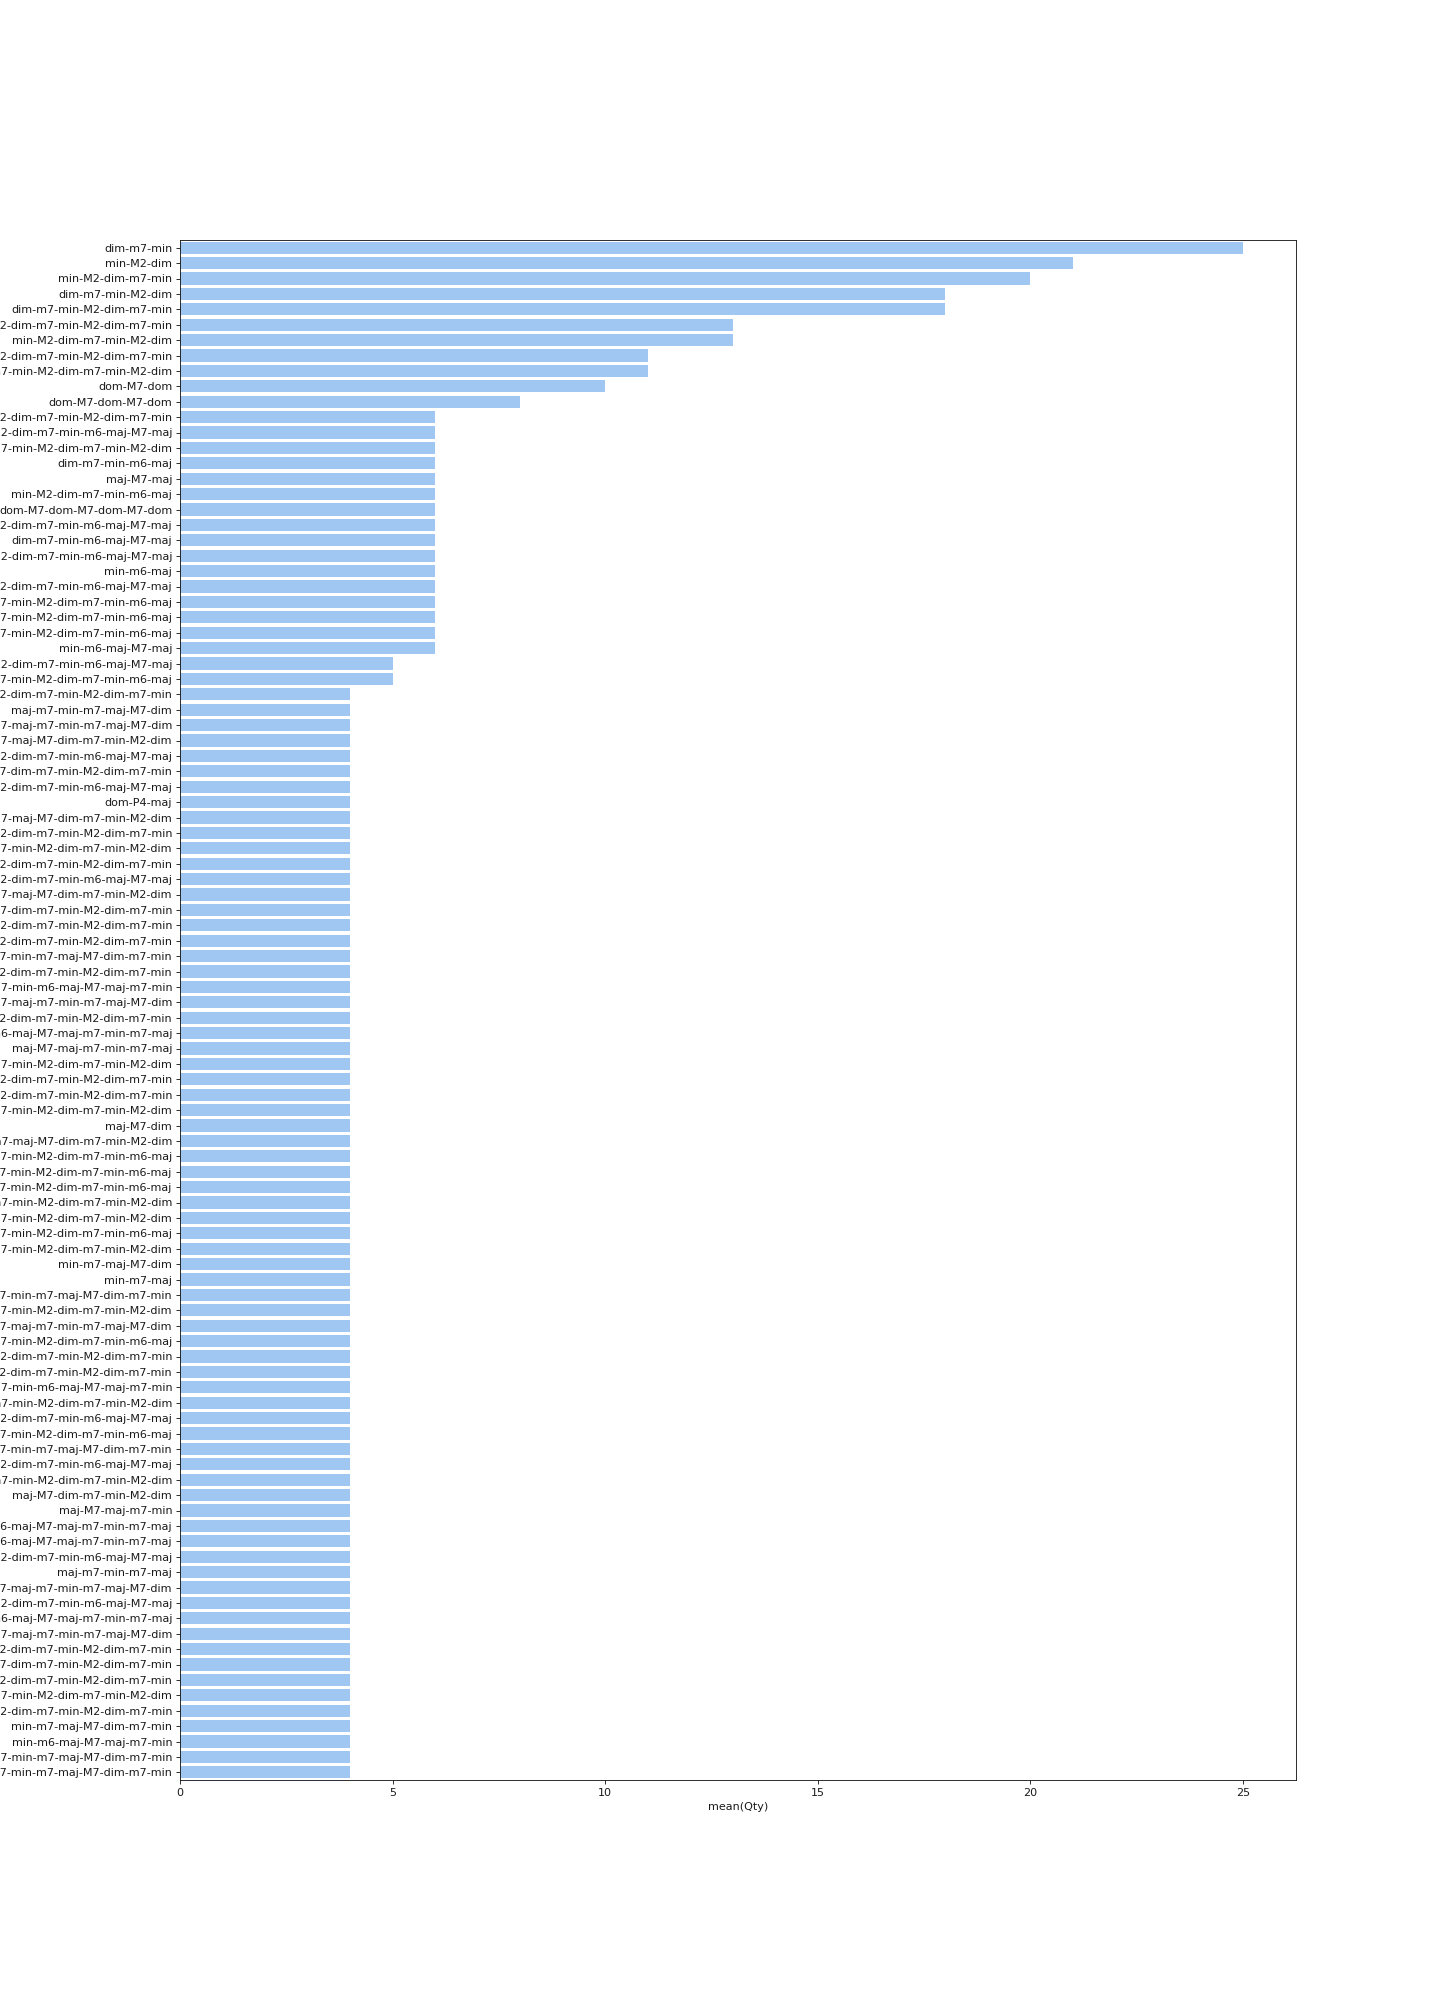 dim-m7-min
min-M2-dim
min-M2-dim-m7-min
dim-m7-min-M2-dim
dim-m7-min-M2-dim-m7-min
2-dim-m7-min-M2-dim-m7-min
min-M2-dim-m7-min-M2-dim
2-dim-m7-min-M2-dim-m7-min
7-min-M2-dim-m7-min-M2-dim
dom-M7-dom
dom-M7-dom-M7-dom
2-dim-m7-min-M2-dim-m7-min
2-dim-m7-min-m6-maj-M7-maj
7-min-M2-dim-m7-min-M2-dim
dim-m7-min-m6-maj
maj-M7-maj
min-M2-dim-m7-min-m6-maj
dom-M7-dom-M7-dom-M7-dom
2-dim-m7-min-m6-maj-M7-maj
dim-m7-min-m6-maj-M7-maj
2-dim-m7-min-m6-maj-M7-maj
min-m6-maj
2-dim-m7-min-m6-maj-M7-maj
7-min-M2-dim-m7-min-m6-maj
7-min-M2-dim-m7-min-m6-maj
7-min-M2-dim-m7-min-m6-maj
min-m6-maj-M7-maj
2-dim-m7-min-m6-maj-M7-maj
7-min-M2-dim-m7-min-m6-maj
2-dim-m7-min-M2-dim-m7-min
maj-m7-min-m7-maj-M7-dim
7-maj-m7-min-m7-maj-M7-dim
7-maj-M7-dim-m7-min-M2-dim
2-dim-m7-min-m6-maj-M7-maj
7-dim-m7-min-M2-dim-m7-min
2-dim-m7-min-m6-maj-M7-maj
dom-P4-maj
7-maj-M7-dim-m7-min-M2-dim
2-dim-m7-min-M2-dim-m7-min
7-min-M2-dim-m7-min-M2-dim
2-dim-m7-min-M2-dim-m7-min
2-dim-m7-min-m6-maj-M7-maj
7-maj-M7-dim-m7-min-M2-dim
7-dim-m7-min-M2-dim-m7-min
2-dim-m7-min-M2-dim-m7-min
2-dim-m7-min-M2-dim-m7-min
7-min-m7-maj-M7-dim-m7-min
2-dim-m7-min-M2-dim-m7-min
7-min-m6-maj-M7-maj-m7-min
7-maj-m7-min-m7-maj-M7-dim
2-dim-m7-min-M2-dim-m7-min
6-maj-M7-maj-m7-min-m7-maj
maj-M7-maj-m7-min-m7-maj
7-min-M2-dim-m7-min-M2-dim
2-dim-m7-min-M2-dim-m7-min
2-dim-m7-min-M2-dim-m7-min
7-min-M2-dim-m7-min-M2-dim
maj-M7-dim
7-maj-M7-dim-m7-min-M2-dim
7-min-M2-dim-m7-min-m6-maj
7-min-M2-dim-m7-min-m6-maj
7-min-M2-dim-m7-min-m6-maj
7-min-M2-dim-m7-min-M2-dim
7-min-M2-dim-m7-min-M2-dim
7-min-M2-dim-m7-min-m6-maj
7-min-M2-dim-m7-min-M2-dim
min-m7-maj-M7-dim
min-m7-maj
7-min-m7-maj-M7-dim-m7-min
7-min-M2-dim-m7-min-M2-dim
7-maj-m7-min-m7-maj-M7-dim
7-min-M2-dim-m7-min-m6-maj
2-dim-m7-min-M2-dim-m7-min
2-dim-m7-min-M2-dim-m7-min
7-min-m6-maj-M7-maj-m7-min
7-min-M2-dim-m7-min-M2-dim
2-dim-m7-min-m6-maj-M7-maj
7-min-M2-dim-m7-min-m6-maj
7-min-m7-maj-M7-dim-m7-min
2-dim-m7-min-m6-maj-M7-maj
7-min-M2-dim-m7-min-M2-dim
maj-M7-dim-m7-min-M2-dim
maj-M7-maj-m7-min
6-maj-M7-maj-m7-min-m7-maj
6-maj-M7-maj-m7-min-m7-maj
2-dim-m7-min-m6-maj-M7-maj
maj-m7-min-m7-maj
7-maj-m7-min-m7-maj-M7-dim
2-dim-m7-min-m6-maj-M7-maj
6-maj-M7-maj-m7-min-m7-maj
7-maj-m7-min-m7-maj-M7-dim
2-dim-m7-min-M2-dim-m7-min
7-dim-m7-min-M2-dim-m7-min
2-dim-m7-min-M2-dim-m7-min
7-min-M2-dim-m7-min-M2-dim
2-dim-m7-min-M2-dim-m7-min
min-m7-maj-M7-dim-m7-min
min-m6-maj-M7-maj-m7-min
7-min-m7-maj-M7-dim-m7-min
7-min-m7-maj-M7-dim-m7-min
0 5 10 15 20 25
mean(Qty)